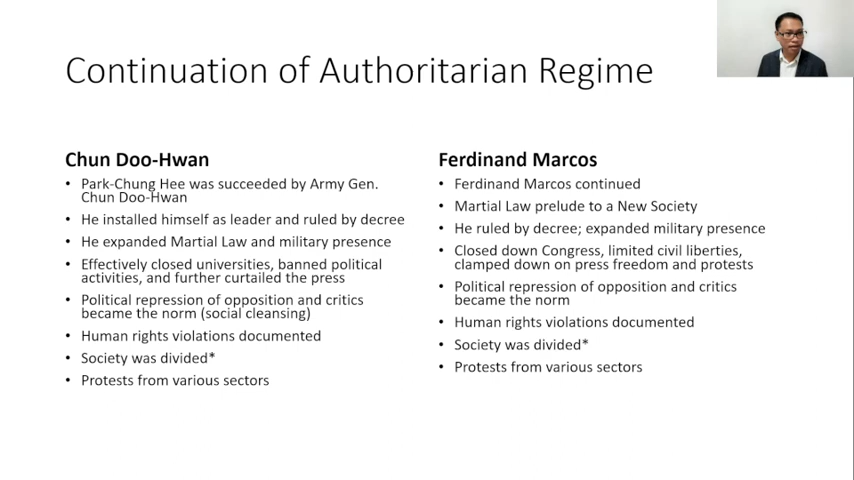 Continuation of Authoritarian Regime
Chun Doo-Hwan
• Park-Chung Hee was succeeded by Army Gen.
Chun Doo-Hwan
• He installed himself as leader and ruled by decree
• He expanded Martial Law and military presence
• Effectively closed universities, banned political
activities, and further curtailed the press
• Political repression of opposition and critics
became the norm (social cleansing)
• Human rights violations documented
• Society was divided*
• Protests from various sectors
Ferdinand Marcos
• Ferdinand Marcos continued
• Martial Law prelude to a New Society
• He ruled by decree; expanded military presence
• Closed down Congress, limited civil liberties,
clamped down on press freedom and protests
• Political repression of opposition and critics
became the norm
• Human rights violations documented
• Society was divided*
• Protests from various sectors